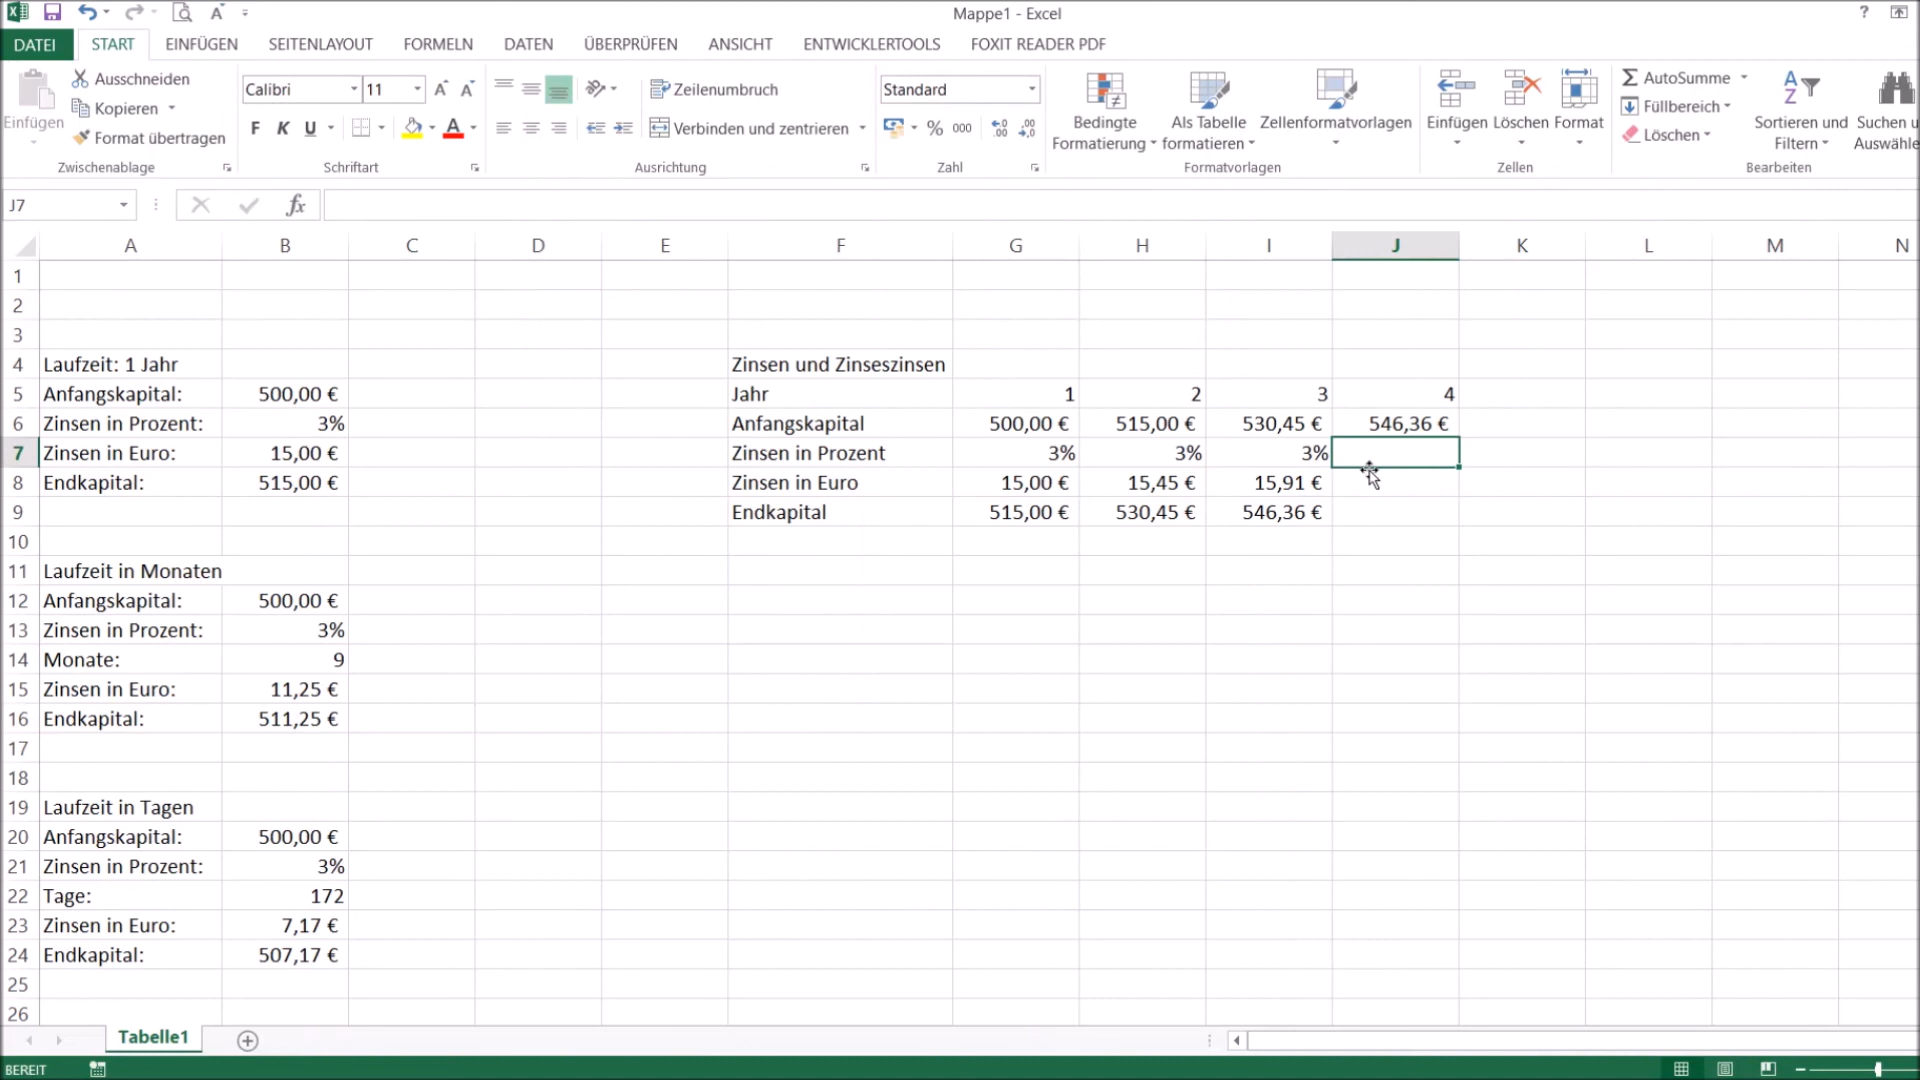 Mappe1 - Excel
?
DATEI START EINFÜGEN SEITENLAYOUT FORMELN DATEN ÜBERPRÜFEN ANSICHT ENTWICKLERTOOLS FOXIT READER PDF
Einfügen
Ausschneiden
Kopieren
Format übertragen
Zwischenablage
Calibri 11
F K U
Schriftart
Zeilenumbruch
Verbinden und zentrieren
Ausrichtung
Standard
% 000
Zahl
Bedingte Formatierung
Als Tabelle formatieren
Zellenformatvorlagen
Formatvorlagen
Einfügen Löschen Format
Zellen
AutoSumme
Füllbereich
Löschen
Sortieren und Filtern
Suchen u
Auswähle
Bearbeiten
J7
fx
A B C D E F G H I J K L M N
1
2
3
4 Laufzeit: 1 Jahr Zinsen und Zinseszinsen
5 Anfangskapital: 500,00 € Jahr 1 2 3 4
6 Zinsen in Prozent: 3% Anfangskapital 500,00 € 515,00 € 530,45 € 546,36 €
7 Zinsen in Euro: 15,00 € Zinsen in Prozent 3% 3% 3%
8 Endkapital: 515,00 € Zinsen in Euro 15,00 € 15,45 € 15,91 €
9 Endkapital 515,00 € 530,45 € 546,36 €
10
11 Laufzeit in Monaten
12 Anfangskapital: 500,00 €
13 Zinsen in Prozent: 3%
14 Monate: 9
15 Zinsen in Euro: 11,25 €
16 Endkapital: 511,25 €
17
18
19 Laufzeit in Tagen
20 Anfangskapital: 500,00 €
21 Zinsen in Prozent: 3%
22 Tage: 172
23 Zinsen in Euro: 7,17 €
24 Endkapital: 507,17 €
25
26
Tabelle1
BEREIT